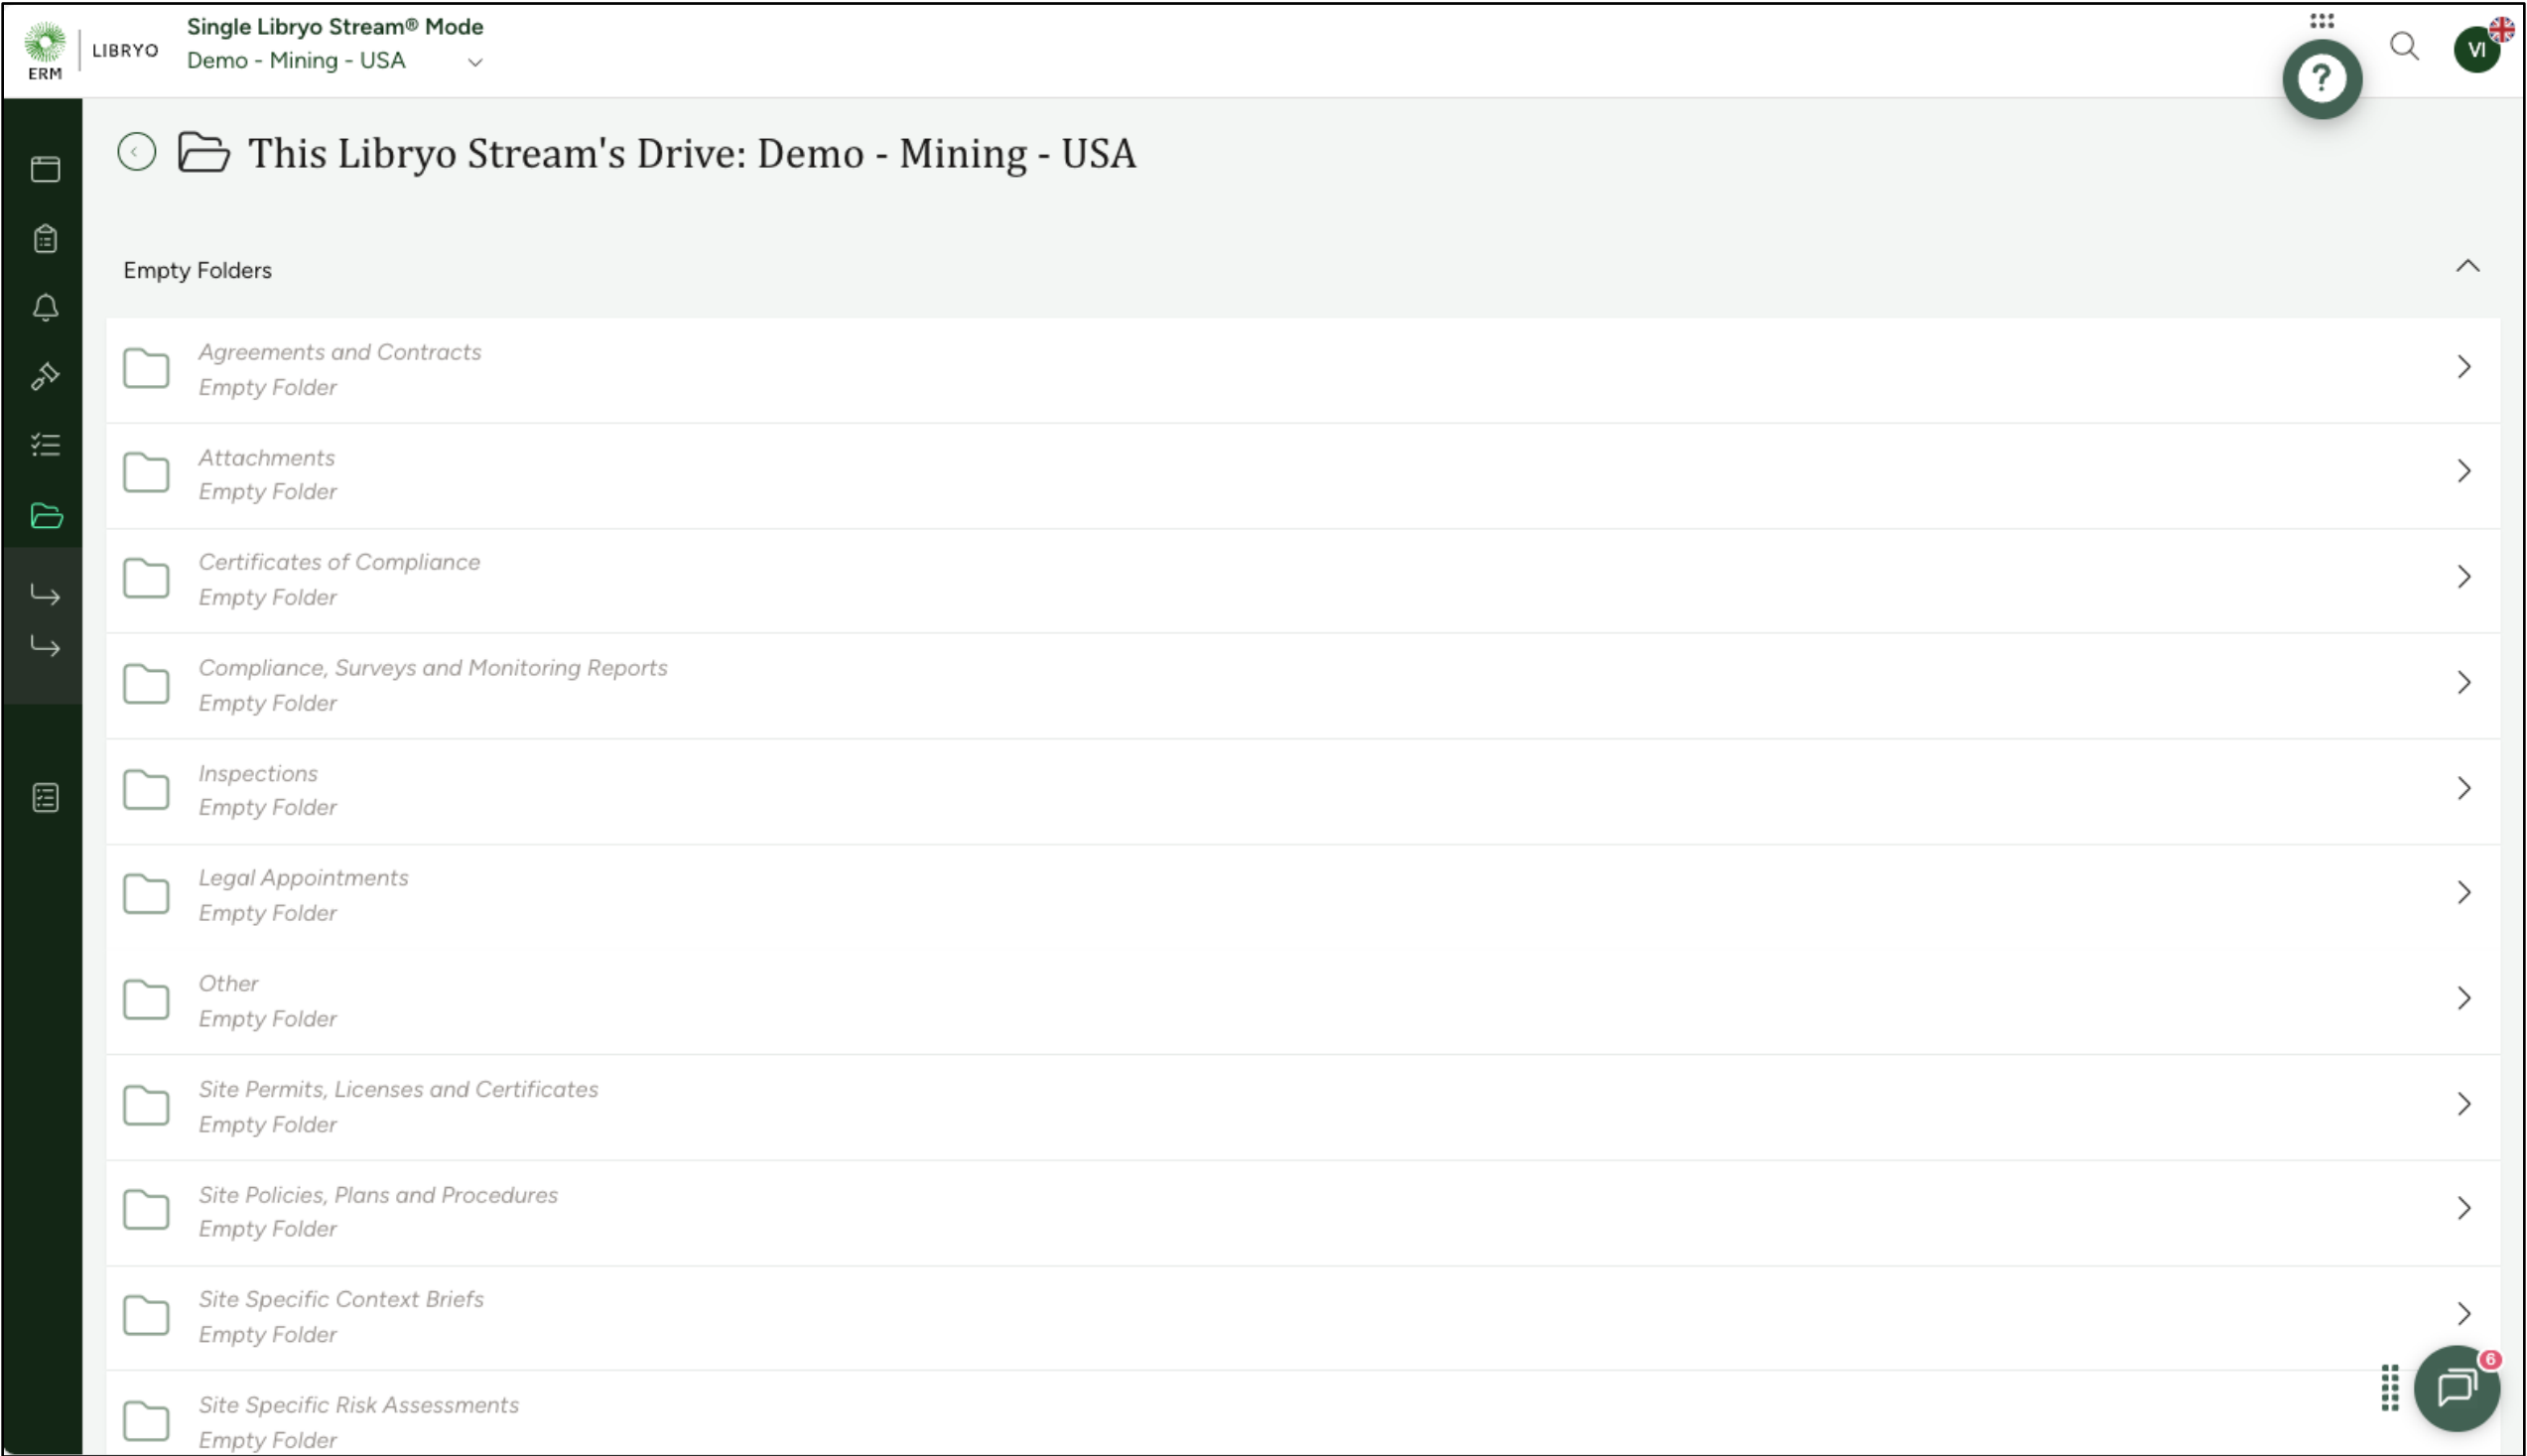 Single Libryo Stream® Mode
ERM
LIBRYO
Demo - Mining - USA
?
VI
This Libryo Stream's Drive: Demo - Mining - USA
Empty Folders
Agreements and Contracts
Empty Folder
Attachments
Empty Folder
Certificates of Compliance
Empty Folder
Compliance, Surveys and Monitoring Reports
Empty Folder
Inspections
Empty Folder
Legal Appointments
Empty Folder
Other
Empty Folder
Site Permits, Licenses and Certificates
Empty Folder
Site Policies, Plans and Procedures
Empty Folder
Site Specific Context Briefs
Empty Folder
Site Specific Risk Assessments
Empty Folder
6